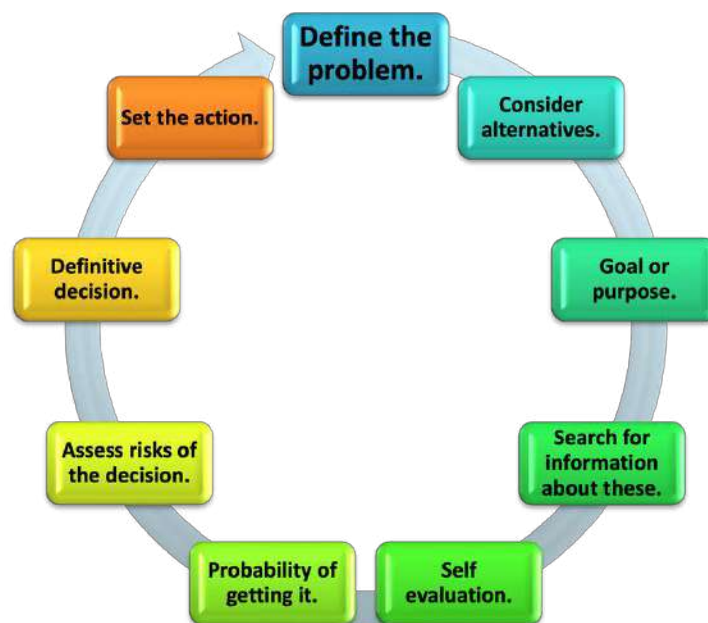 Define the
problem.
Consider
alternatives.
Goal or
purpose.
Search for
information
about these.
Self
evaluation.
Probability of
getting it.
Assess risks of
the decision.
Definitive
decision.
Set the action.